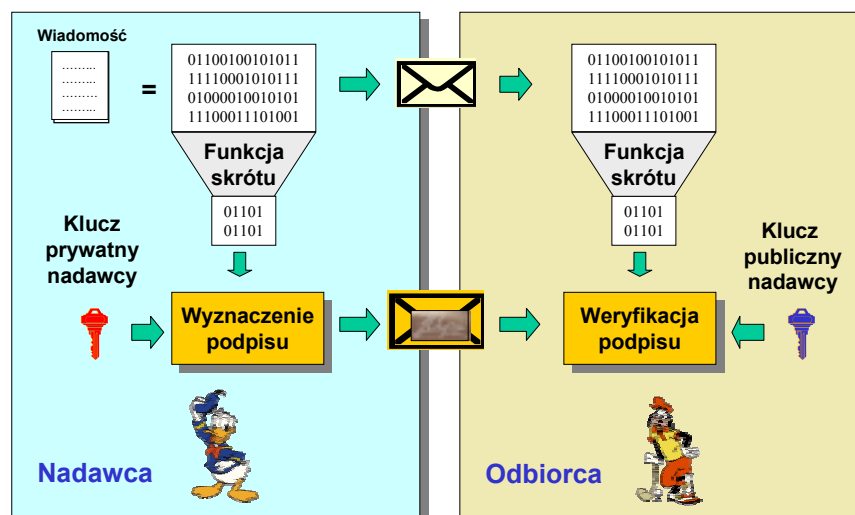 Wiadomość
.........
.........
.........
.........
=
01100100101011
11110001010111
01000010010101
11100011101001
Funkcja
skrótu
01101
01101
Klucz
prywatny
nadawcy
Wyznaczenie
podpisu
Nadawca
01100100101011
11110001010111
01000010010101
11100011101001
Funkcja
skrótu
01101
01101
Klucz
publiczny
nadawcy
Weryfikacja
podpisu
Odbiorca